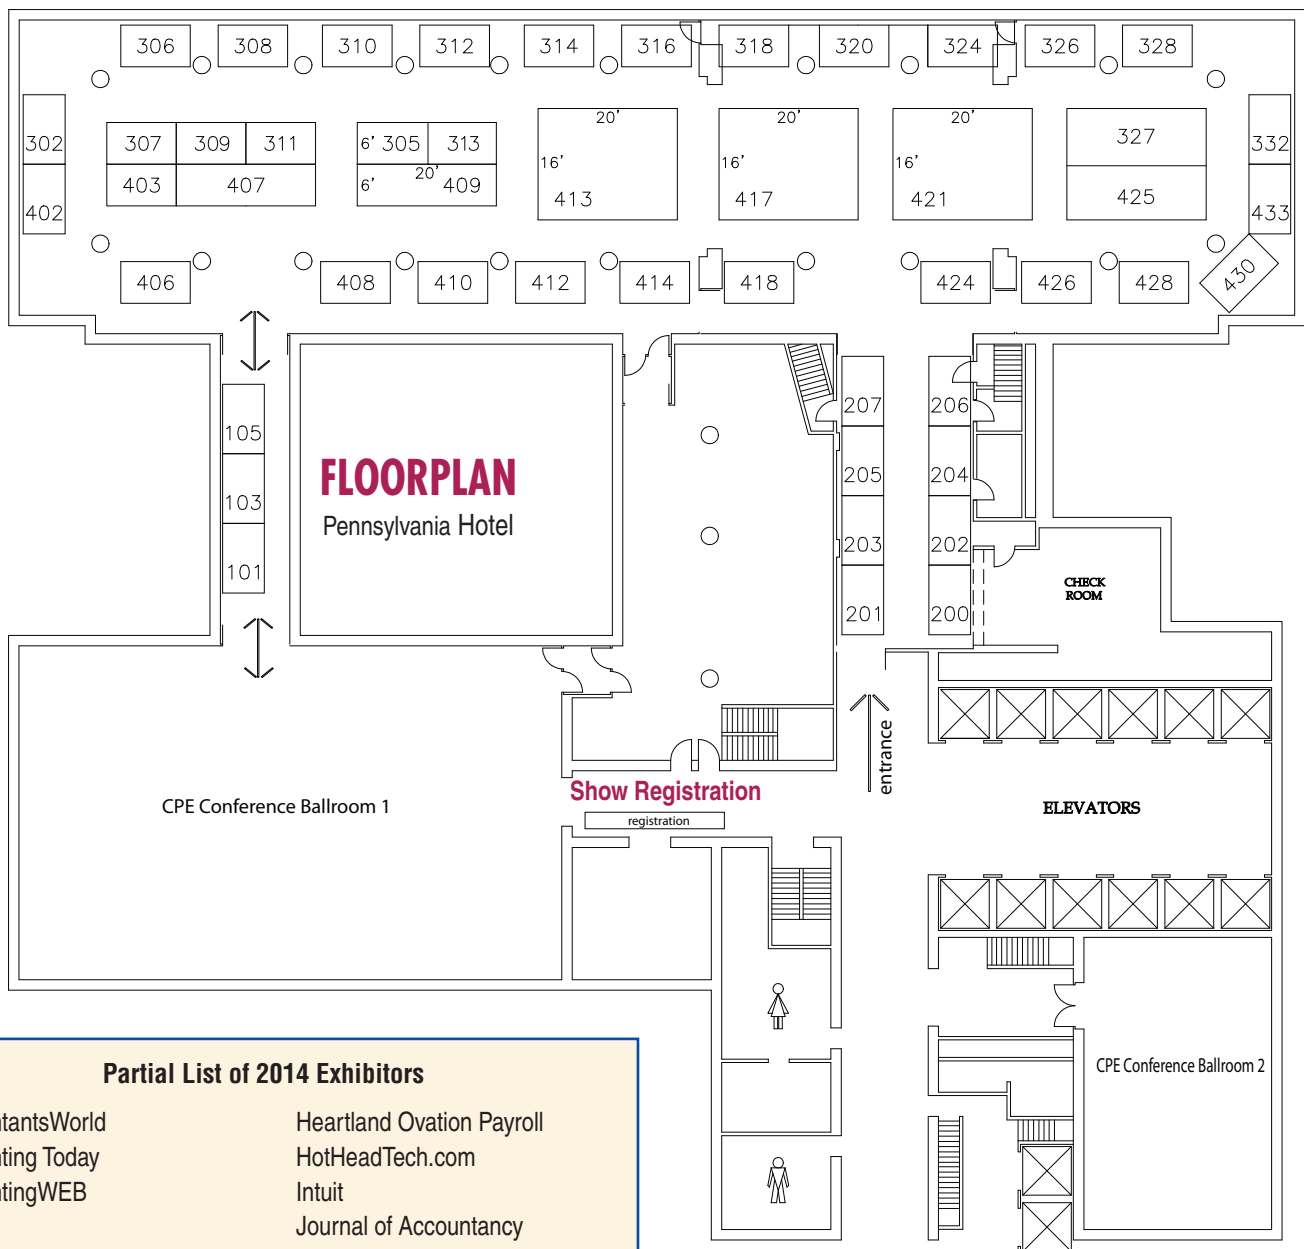 306 308 310 312 314 316 318 320 324 326 328
20' 20' 20'
302 307 309 311 6' 305 313 327 332
16' 16' 16'
403 407 6' 20' 409 413 417 421 425
402 433
406 408 410 412 414 418 424 426 428 430
207 206
105
205 204
103
203 202
101
201 200
FLOORPLAN
Pennsylvania Hotel
CHECK
ROOM
entrance
Show Registration
registration
CPE Conference Ballroom 1
ELEVATORS
CPE Conference Ballroom 2
Partial List of 2014 Exhibitors
ntantsWorld
nting Today
ntingWEB
Heartland Ovation Payroll
HotHeadTech.com
Intuit
Journal of Accountancy